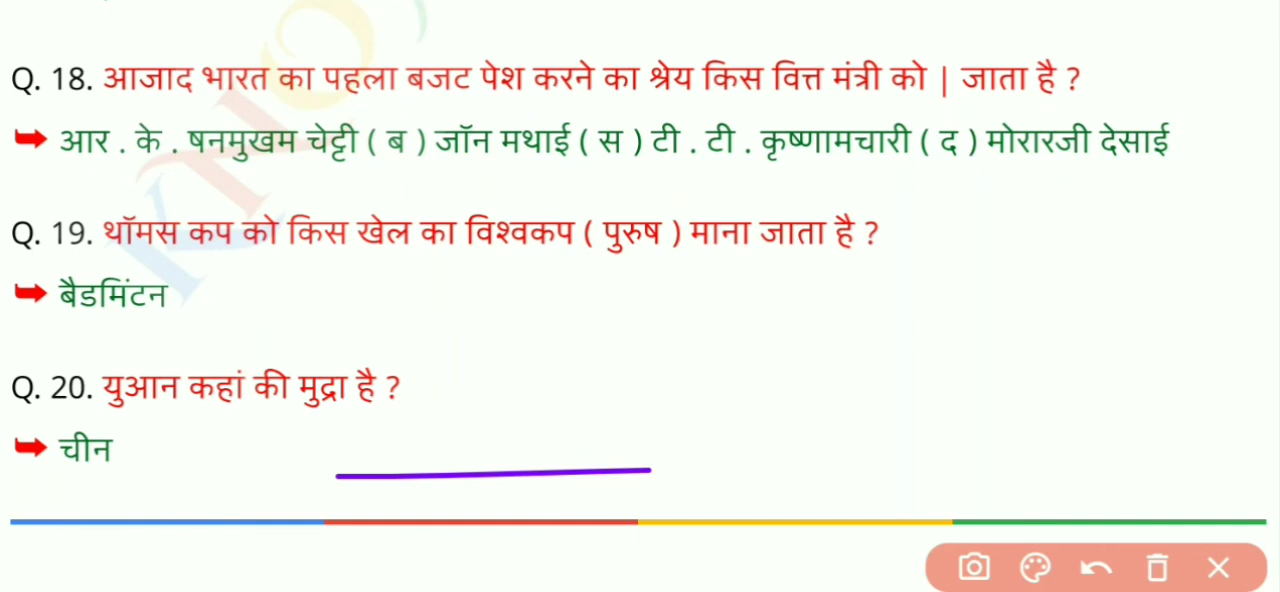 Q. 18. आजाद भारत का पहला बजट पेश करने का श्रेय किस वित्त मंत्री को | जाता है ?
आर . के . षनमुखम चेट्टी ( ब ) जॉन मथाई ( स ) टी . टी . कृष्णामचारी ( द ) मोरारजी देसाई
Q. 19. थॉमस कप को किस खेल का विश्वकप ( पुरुष ) माना जाता है ?
बैडमिंटन
Q. 20. युआन कहां की मुद्रा है ?
चीन